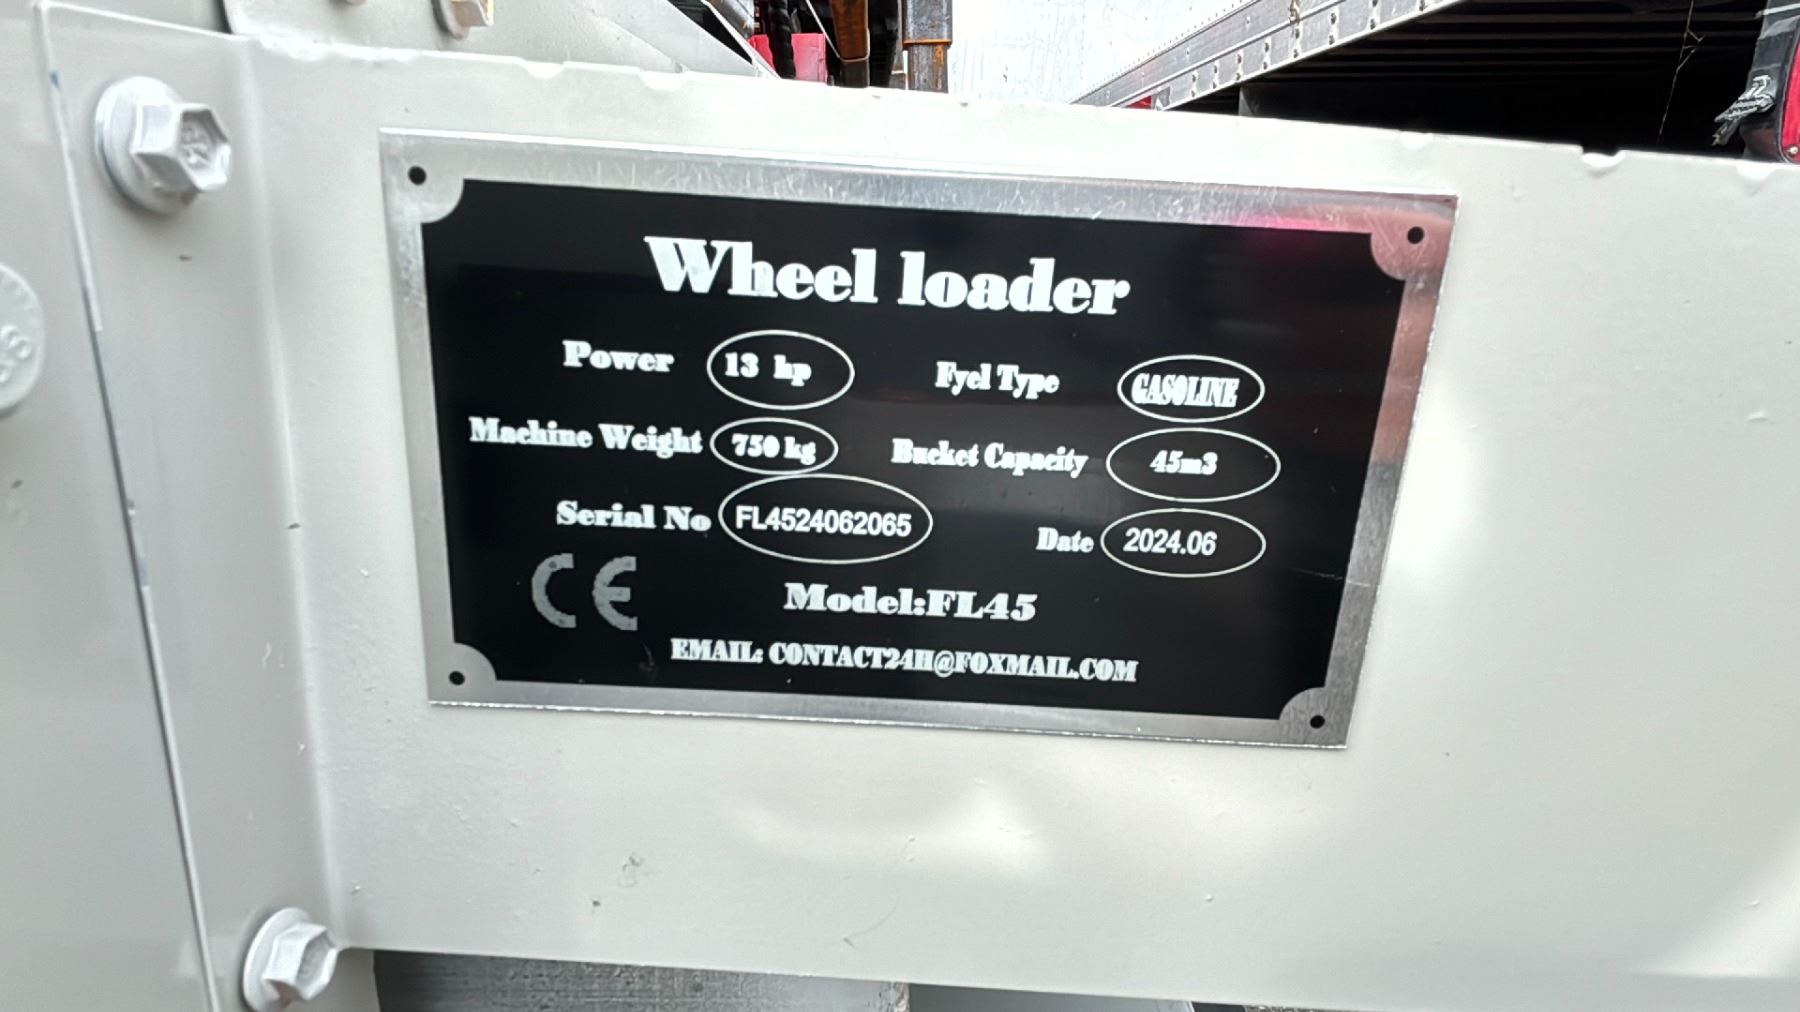 Wheel loader
Power 13 hp Fyel Type GASOLINE
Machine Weight 750 kg Bucket Capacity 45m3
Serial No FL4524062065 Date 2024.06
CE
Model:FL45
EMAIL: CONTACT24H@FOXMAIL.COM